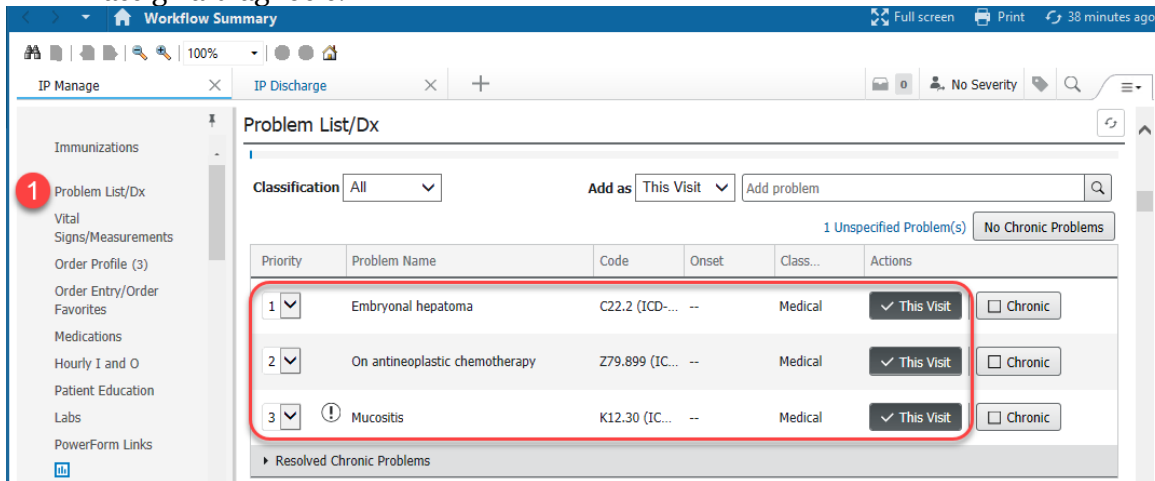 Workflow Summary
Full screen Print 38 minutes ago
100%
IP Manage IP Discharge 0 No Severity
Problem List/Dx
Immunizations
1 Problem List/Dx
Vital
Signs/Measurements
Order Profile (3)
Order Entry/Order
Favorites
Medications
Hourly I and O
Patient Education
Labs
PowerForm Links
Classification All Add as This Visit Add problem
1 Unspecified Problem(s) No Chronic Problems
Priority Problem Name Code Onset Class... Actions
1 Embryonal hepatoma C22.2 (ICD-... -- Medical This Visit Chronic
2 On antineoplastic chemotherapy Z79.899 (IC... -- Medical This Visit Chronic
3 Mucositis K12.30 (IC... -- Medical This Visit Chronic
Resolved Chronic Problems